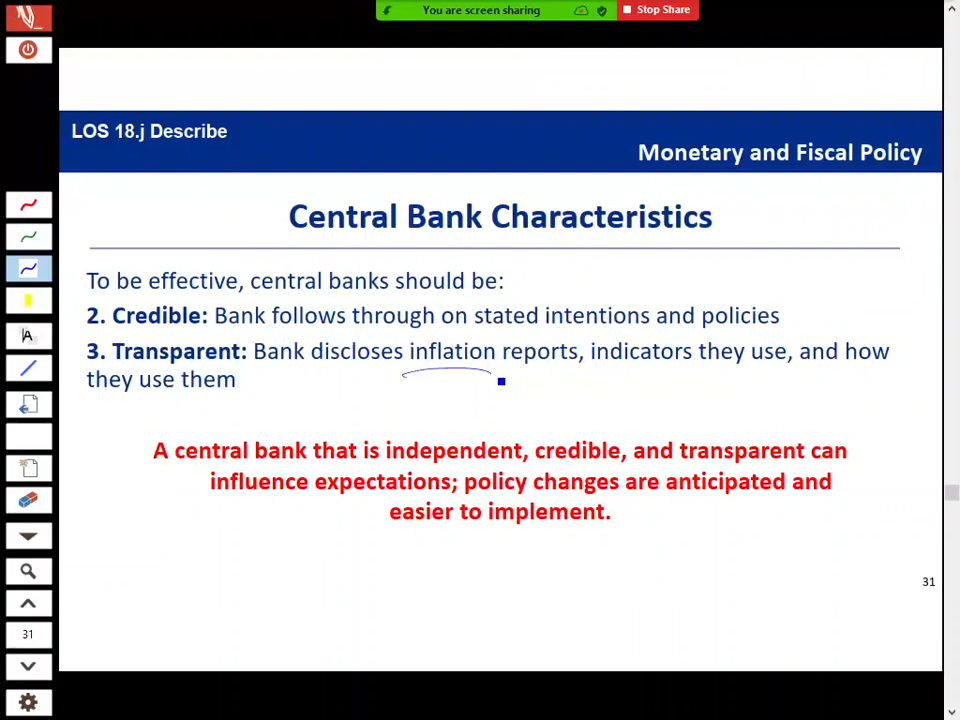 You are screen sharing
Stop Share
LOS 18.j Describe
Monetary and Fiscal Policy
Central Bank Characteristics
To be effective, central banks should be:
2. Credible: Bank follows through on stated intentions and policies
3. Transparent: Bank discloses inflation reports, indicators they use, and how
they use them
A central bank that is independent, credible, and transparent can
influence expectations; policy changes are anticipated and
easier to implement.
31
A
31